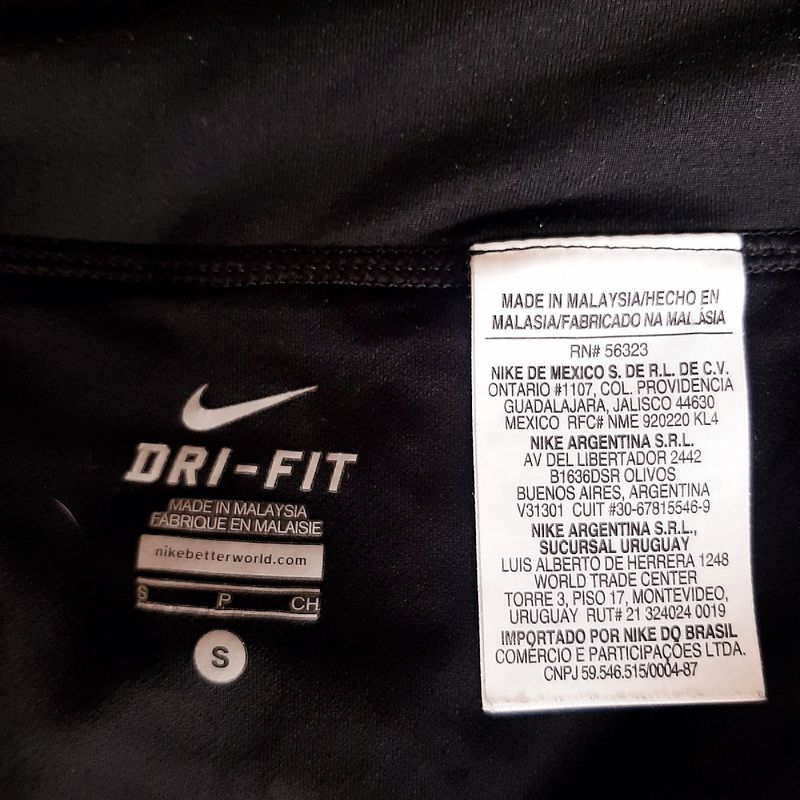 DRI-FIT
MADE IN MALAYSIA
FABRIQUE EN MALAISIE
nikebetterworld.com
S P CH
S
MADE IN MALAYSIA/HECHO EN
MALASIA/FABRICADO NA MALÁSIA
RN# 56323
NIKE DE MEXICO S. DE R.L. DE C.V.
ONTARIO #1107, COL. PROVIDENCIA
GUADALAJARA, JALISCO 44630
MEXICO RFC# NME 920220 KL4
NIKE ARGENTINA S.R.L.
AV DEL LIBERTADOR 2442
B1636DSR OLIVOS
BUENOS AIRES, ARGENTINA
V31301 CUIT #30-67815546-9
NIKE ARGENTINA S.R.L.,
SUCURSAL URUGUAY
LUIS ALBERTO DE HERRERA 1248
WORLD TRADE CENTER
TORRE 3, PISO 17, MONTEVIDEO,
URUGUAY RUT# 21 324024 0019
IMPORTADO POR NIKE DO BRASIL
COMÉRCIO E PARTICIPAÇÕES LTDA.
CNPJ 59.546.515/0004-87